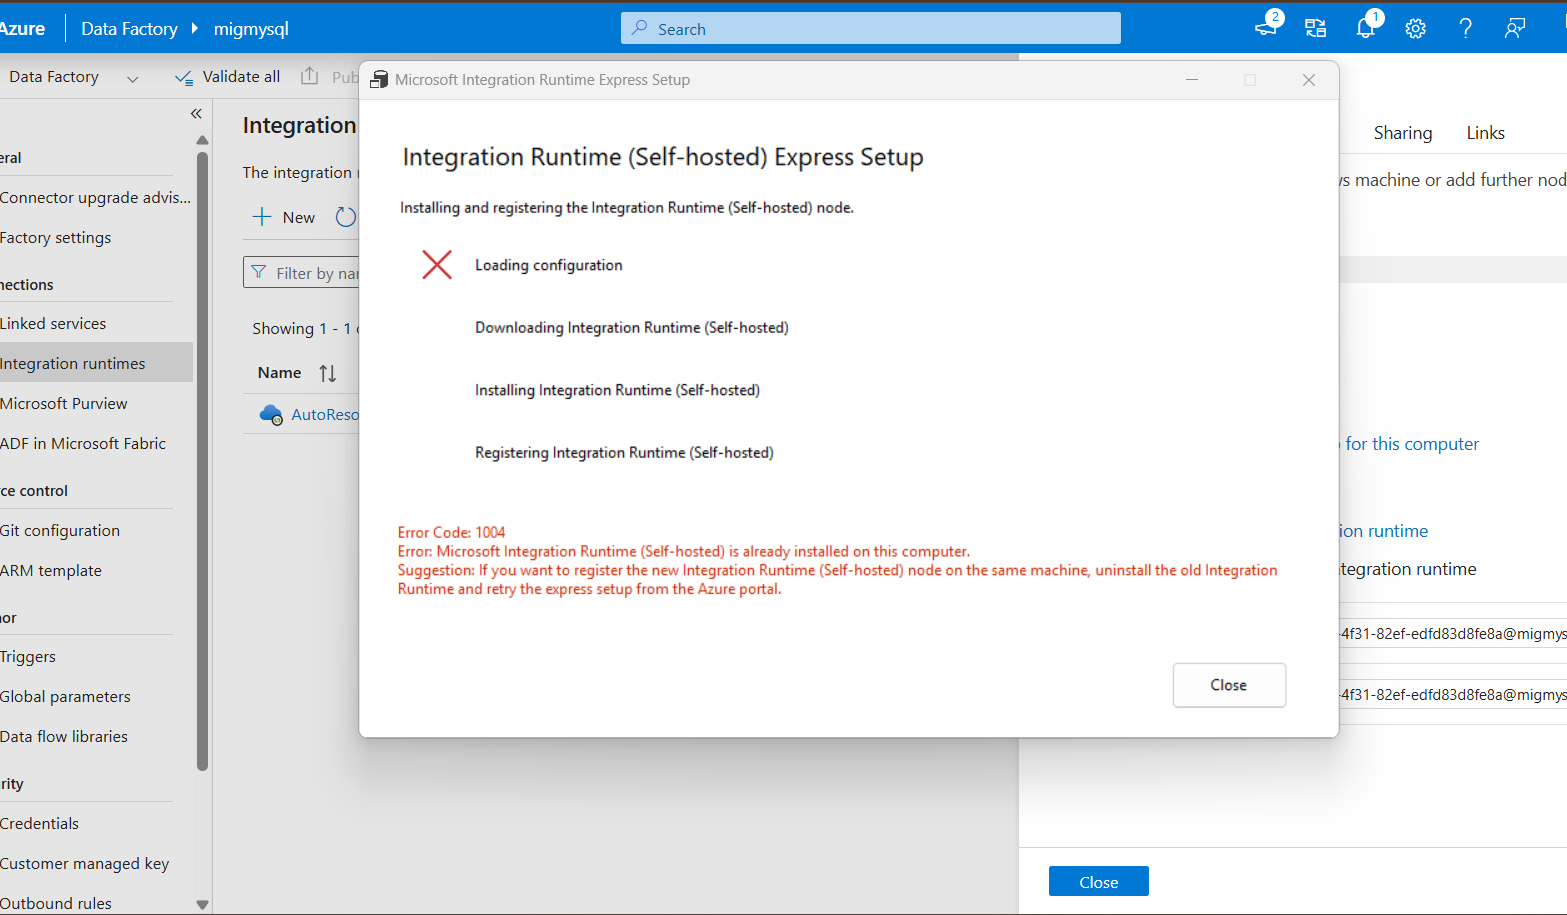 Azure
Data Factory
migmysql
Search
2
1
Data Factory
Validate all
Pub
Microsoft Integration Runtime Express Setup
«
eral
Connector upgrade advis...
Factory settings
nections
Linked services
Integration runtimes
Microsoft Purview
ADF in Microsoft Fabric
rce control
Git configuration
ARM template
or
Triggers
Global parameters
Data flow libraries
rity
Credentials
Customer managed key
Outbound rules
Integration
The integration
New
Filter by nam
Showing 1 - 1
Name
AutoReso
Integration Runtime (Self-hosted) Express Setup
Installing and registering the Integration Runtime (Self-hosted) node.
Loading configuration
Downloading Integration Runtime (Self-hosted)
Installing Integration Runtime (Self-hosted)
Registering Integration Runtime (Self-hosted)
Error Code: 1004
Error: Microsoft Integration Runtime (Self-hosted) is already installed on this computer.
Suggestion: If you want to register the new Integration Runtime (Self-hosted) node on the same machine, uninstall the old Integration
Runtime and retry the express setup from the Azure portal.
Close
Sharing Links
machine or add further nod
for this computer
ion runtime
tegration runtime
-4f31-82ef-edfd83d8fe8a@migmys
-4f31-82ef-edfd83d8fe8a@migmys
Close